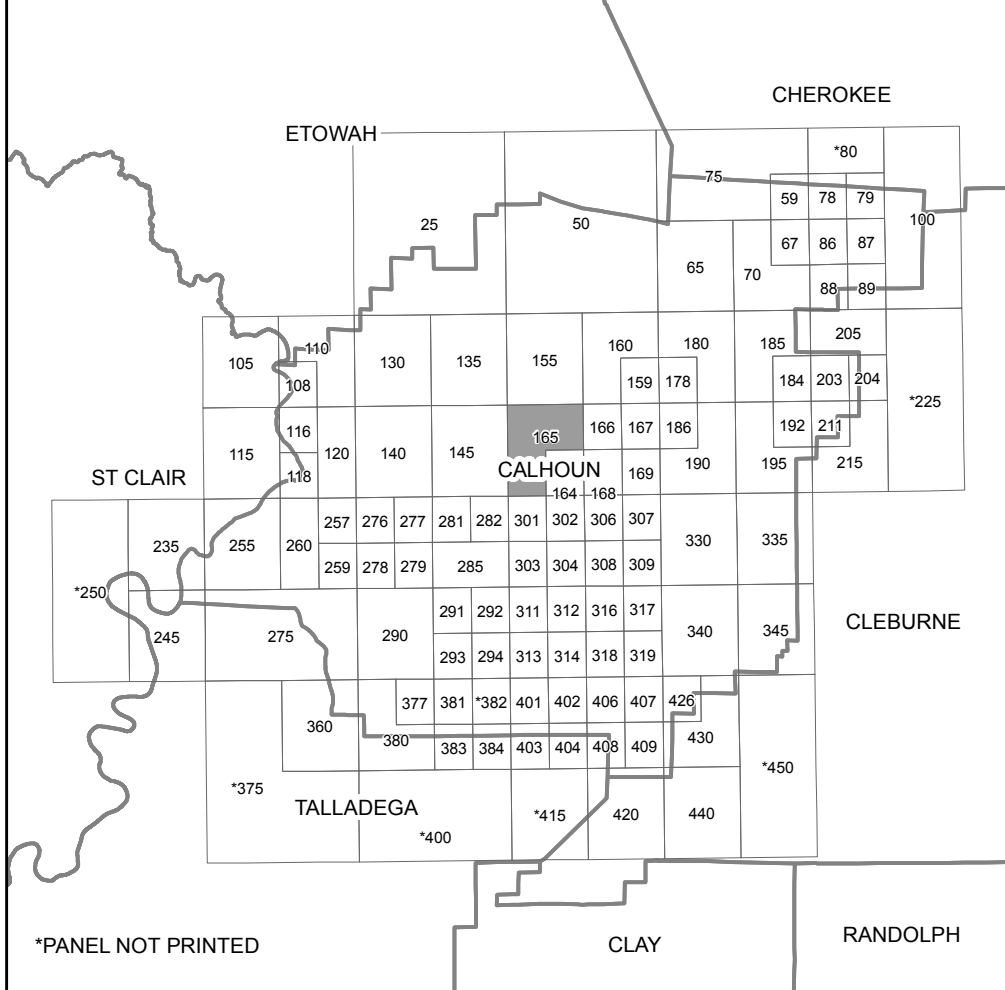 CHEROKEE
ETOWAH
*80
75
59 78 79
25 50 100
67 86 87
65 70
88 89
110 160 180 185 205
105 130 135 155
108 159 178 184 203 204
*225
116 165 166 167 186 192 211
115 120 140 145
ST CLAIR CALHOUN 169 190 195 215
118 164 168
257 276 277 281 282 301 302 306 307
235 255 260 330 335
259 278 279 285 303 304 308 309
*250
291 292 311 312 316 317
245 275 290 340 345 CLEBURNE
293 294 313 314 318 319
377 381 *382 401 402 406 407 426
360 380 430
383 384 403 404 408 409
*375 *450
TALLADEGA *415 420 440
*400
*PANEL NOT PRINTED CLAY RANDOLPH